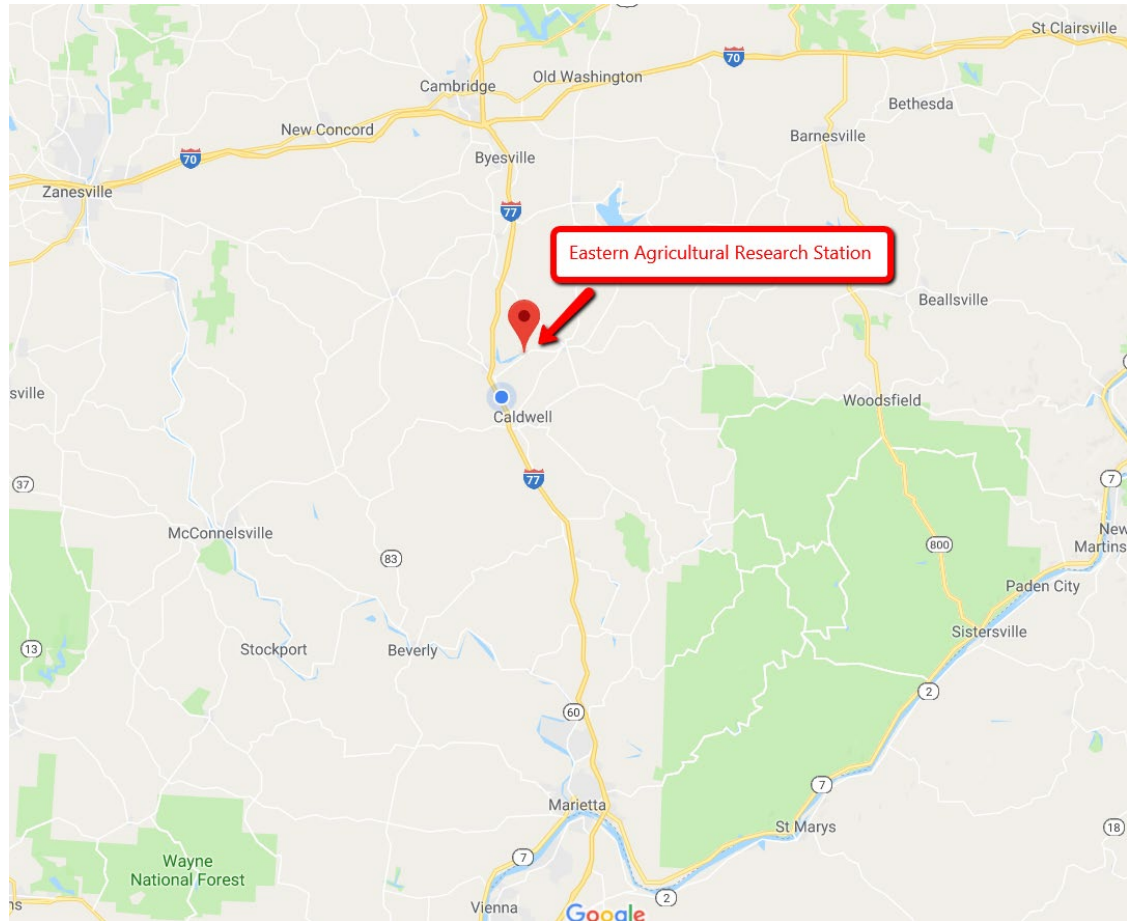 St Clairsville
70
Old Washington
Cambridge
Bethesda
New Concord
Barnesville
70
Byesville
Zanesville
77
Eastern Agricultural Research Station
Beallsville
sville
Woodsfield
Caldwell
77
7
37
McConnelsville
New
Martins
800
83
Paden City
Sistersville
13
Stockport
Beverly
2
60
7
Marietta
St Marys
18
7
Wayne
National Forest
2
ns
Vienna
Google